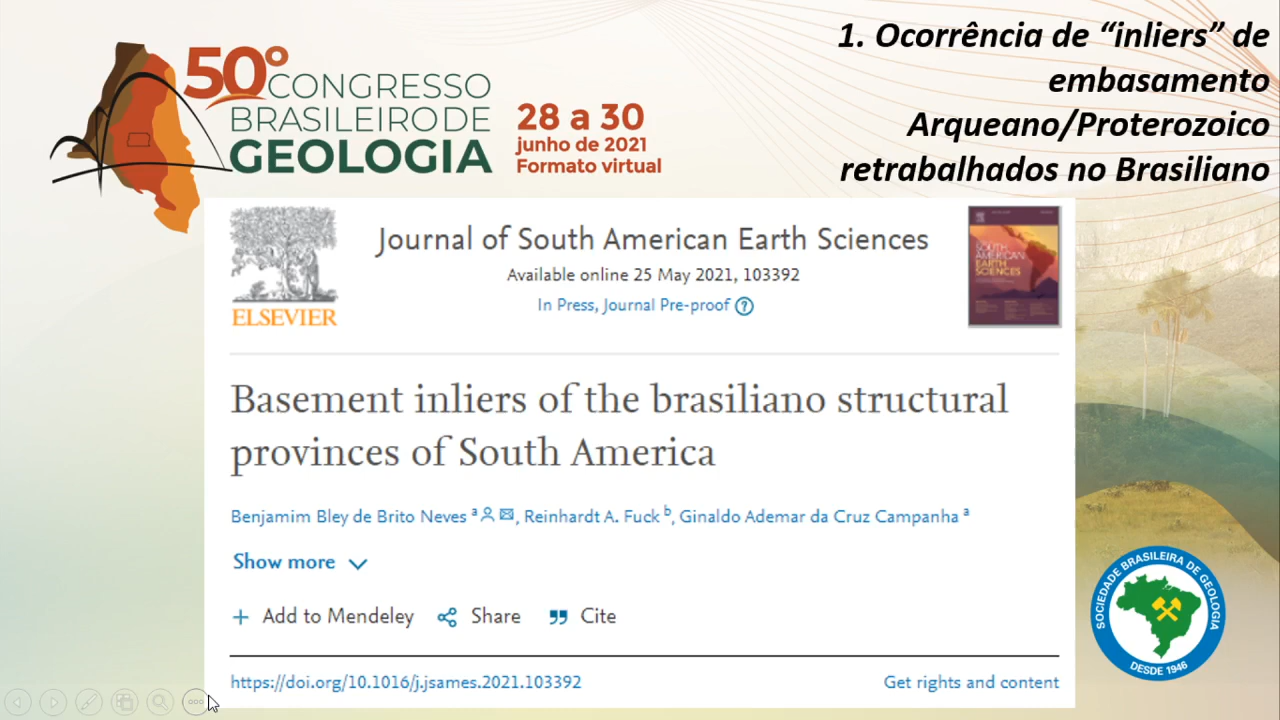 50º CONGRESSO
BRASILEIRO DE
GEOLOGIA
28 a 30
junho de 2021
Formato virtual
1. Ocorrência de “inliers” de
embasamento
Arqueano/Proterozoico
retrabalhados no Brasiliano
ELSEVIER
Journal of South American Earth Sciences
Available online 25 May 2021, 103392
In Press, Journal Pre-proof ?
SOUTH
AMERICAN
EARTH
SCIENCES
Basement inliers of the brasiliano structural
provinces of South America
Benjamim Bley de Brito Neves a, Reinhardt A. Fuck b, Ginaldo Ademar da Cruz Campanha a
Show more
+ Add to Mendeley Share Cite
https://doi.org/10.1016/j.jsames.2021.103392 Get rights and content
SOCIEDADE BRASILEIRA DE GEOLOGIA
DESDE 1946